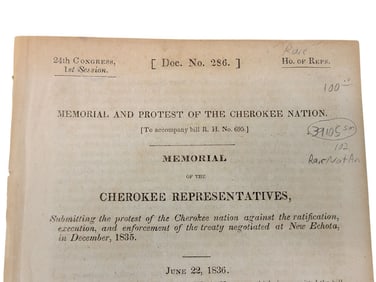 24th Congress, [ Doc. No. 286. ] Ho. of Reps.
1st Session.
Rare
100
MEMORIAL AND PROTEST OF THE CHEROKEE NATION.
[To accompany bill R. H. No. 695.]
MEMORIAL
OF THE
CHEROKEE REPRESENTATIVES,
Submitting the protest of the Cherokee nation against the ratification,
execution, and enforcement of the treaty negotiated at New Echota,
in December, 1835.
June 22, 1836.